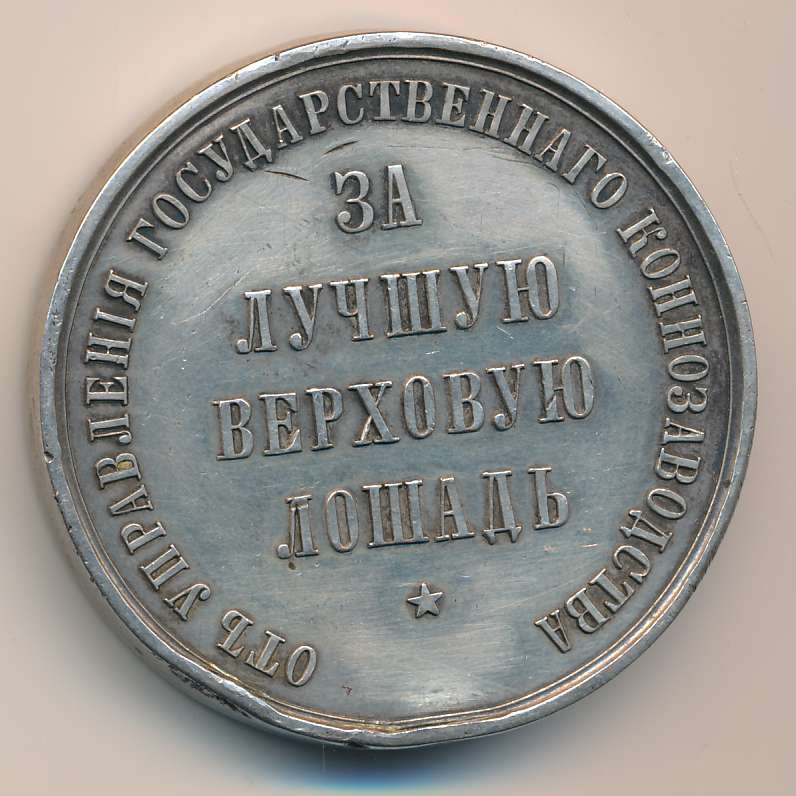 ОТЪ УПРАВЛЕНІЯ ГОСУДАРСТВЕННАГО КОННОЗАВОДСТВА
ЗА
ЛУЧШУЮ
ВЕРХОВУЮ
ЛОШАДЬ